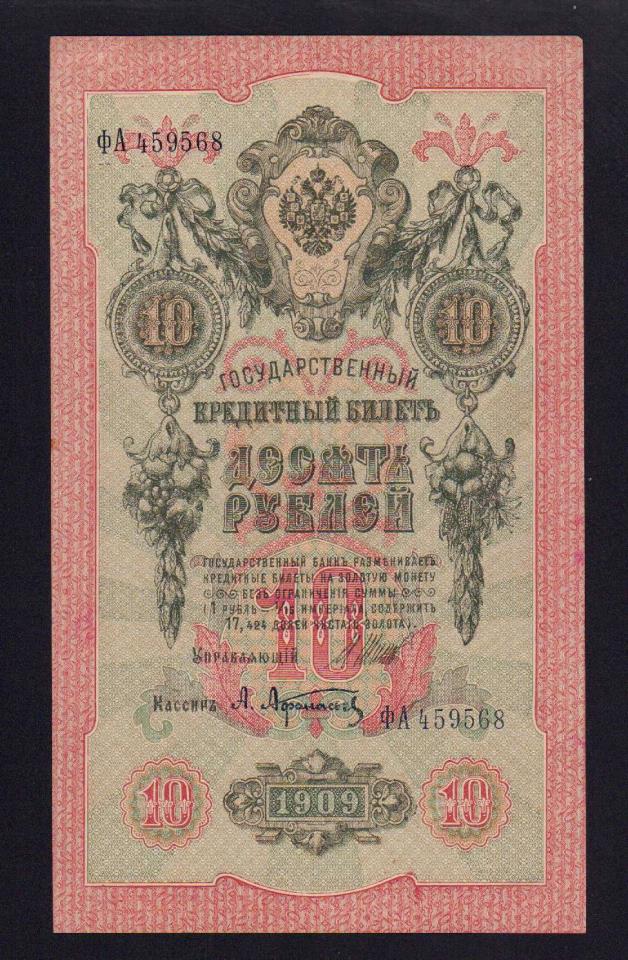 ФА 459568
10
10
ГОСУДАРСТВЕННЫЙ
КРЕДИТНЫЙ БИЛЕТЪ
ДЕСЯТЬ
РУБЛЕЙ
ГОСУДАРСТВЕННЫЙ БАНКЪ РАЗМѢНИВАЕТЪ
КРЕДИТНЫЕ БИЛЕТЫ НА ЗОЛОТУЮ МОНЕТУ
БЕЗЪ ОГРАНИЧЕНІЯ СУММЫ
(1 РУБЛЬ = 1/15 ИМПЕРІАЛА, СОДЕРЖИТЪ
17,424 ДОЛЕЙ ЧИСТАГО ЗОЛОТА).
10
УПРАВЛЯЮЩІЙ
КАССИРЪ А. Афанасьев
ФА 459568
10
1909
10